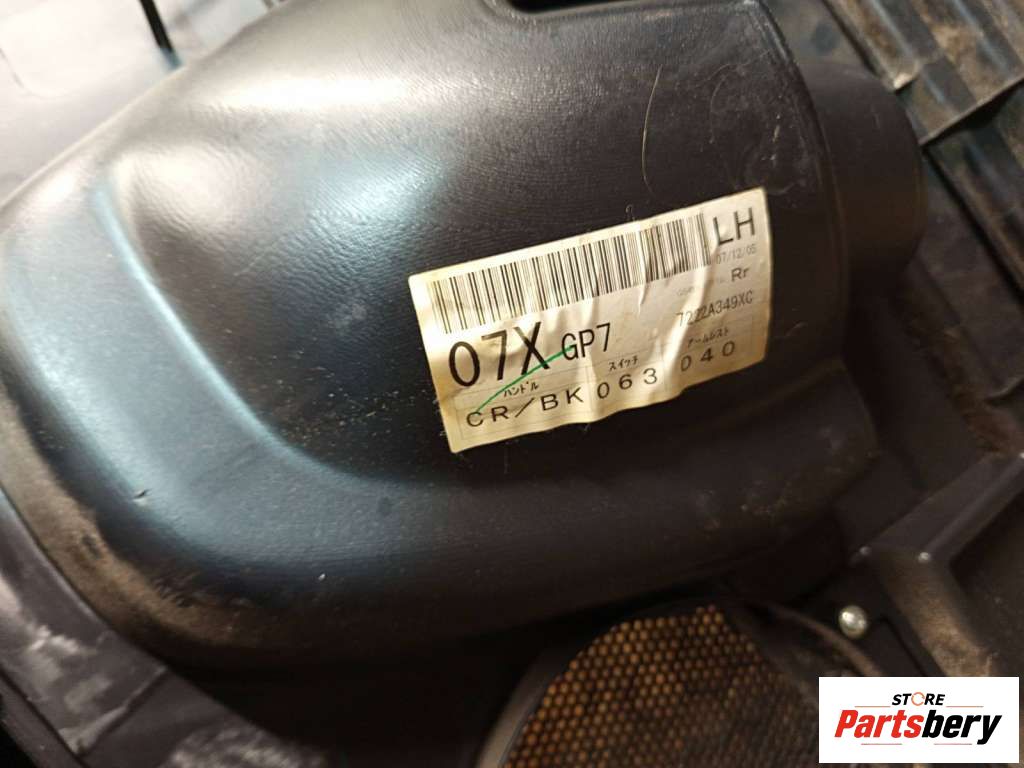 LH
07/12/05
Rr
07X GP7 7222A349XC
ハンドル スイッチ アームレスト
CR/BK 063 040
STORE
Partsbery